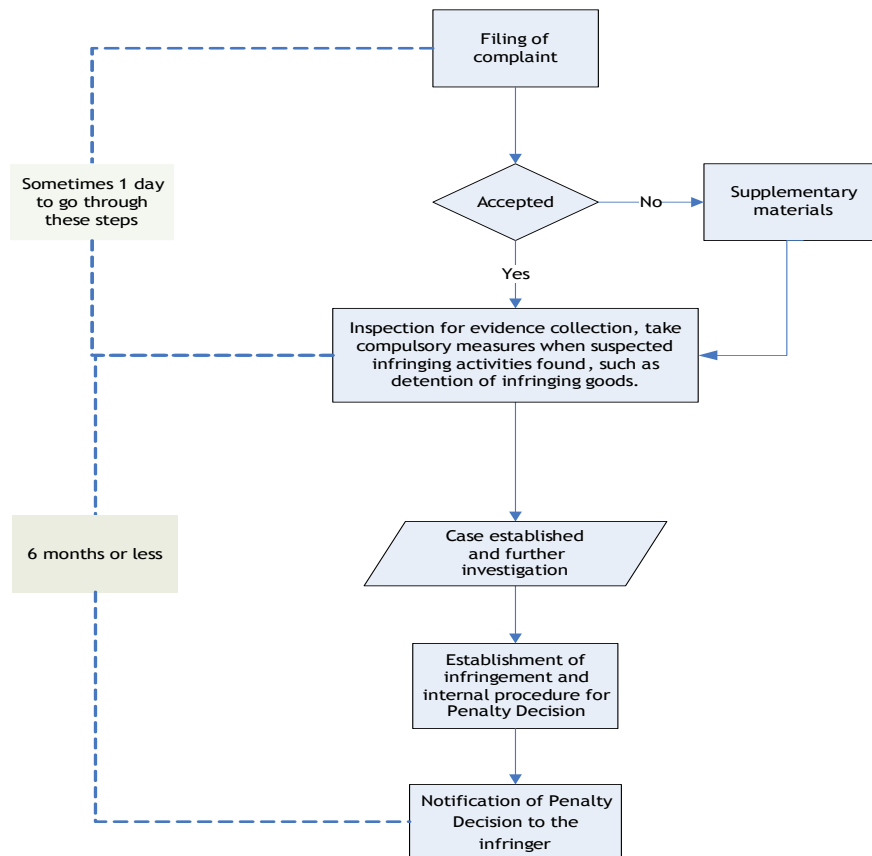 Filing of
complaint
Sometimes 1 day
to go through
these steps
Accepted
No
Supplementary
materials
Yes
Inspection for evidence collection, take
compulsory measures when suspected
infringing activities found , such as
detention of infringing goods.
6 months or less
Case established
and further
investigation
Establishment of
infringement and
internal procedure for
Penalty Decision
Notification of Penalty
Decision to the
infringer